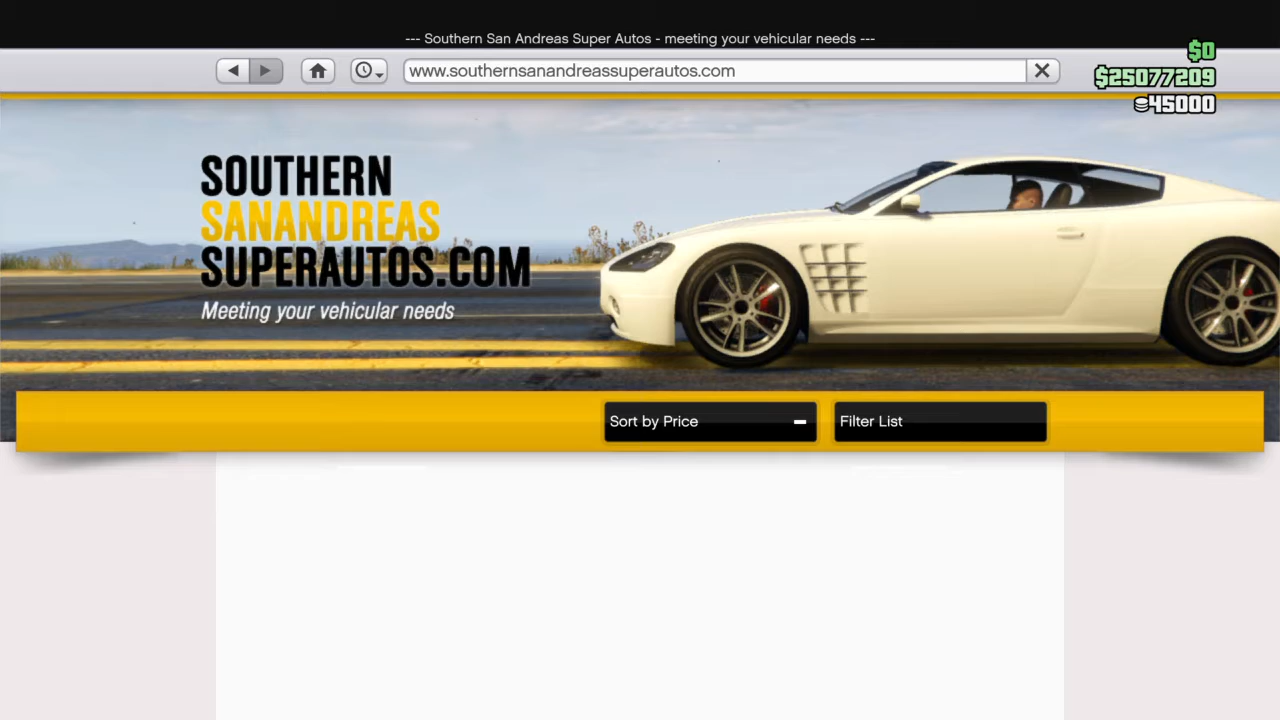 --- Southern San Andreas Super Autos - meeting your vehicular needs ---
$0
www.southernsanandreassuperautos.com
$25077209
45000
SOUTHERN
SANANDREAS
SUPERAUTOS.COM
Meeting your vehicular needs
Sort by Price
Filter List